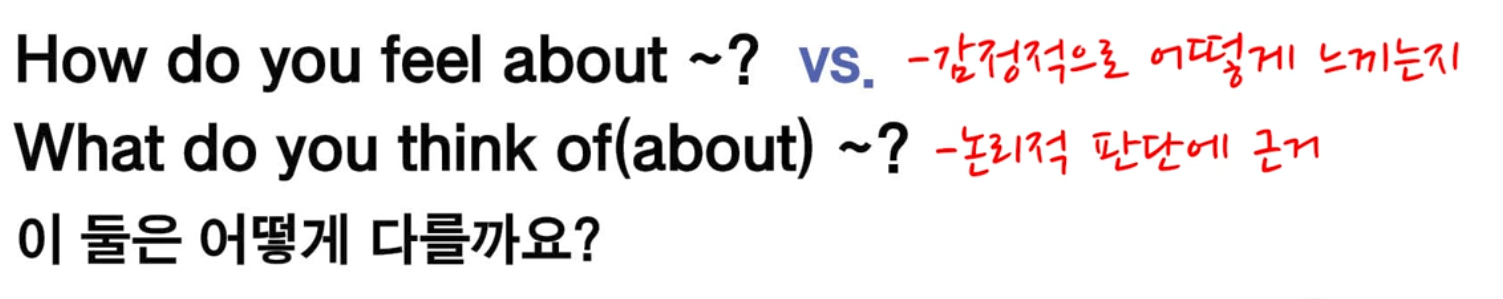 How do you feel about ~? vs. -감정적으로 어떻게 느끼는지
What do you think of(about) ~? -논리적 판단에 근거
이 둘은 어떻게 다를까요?